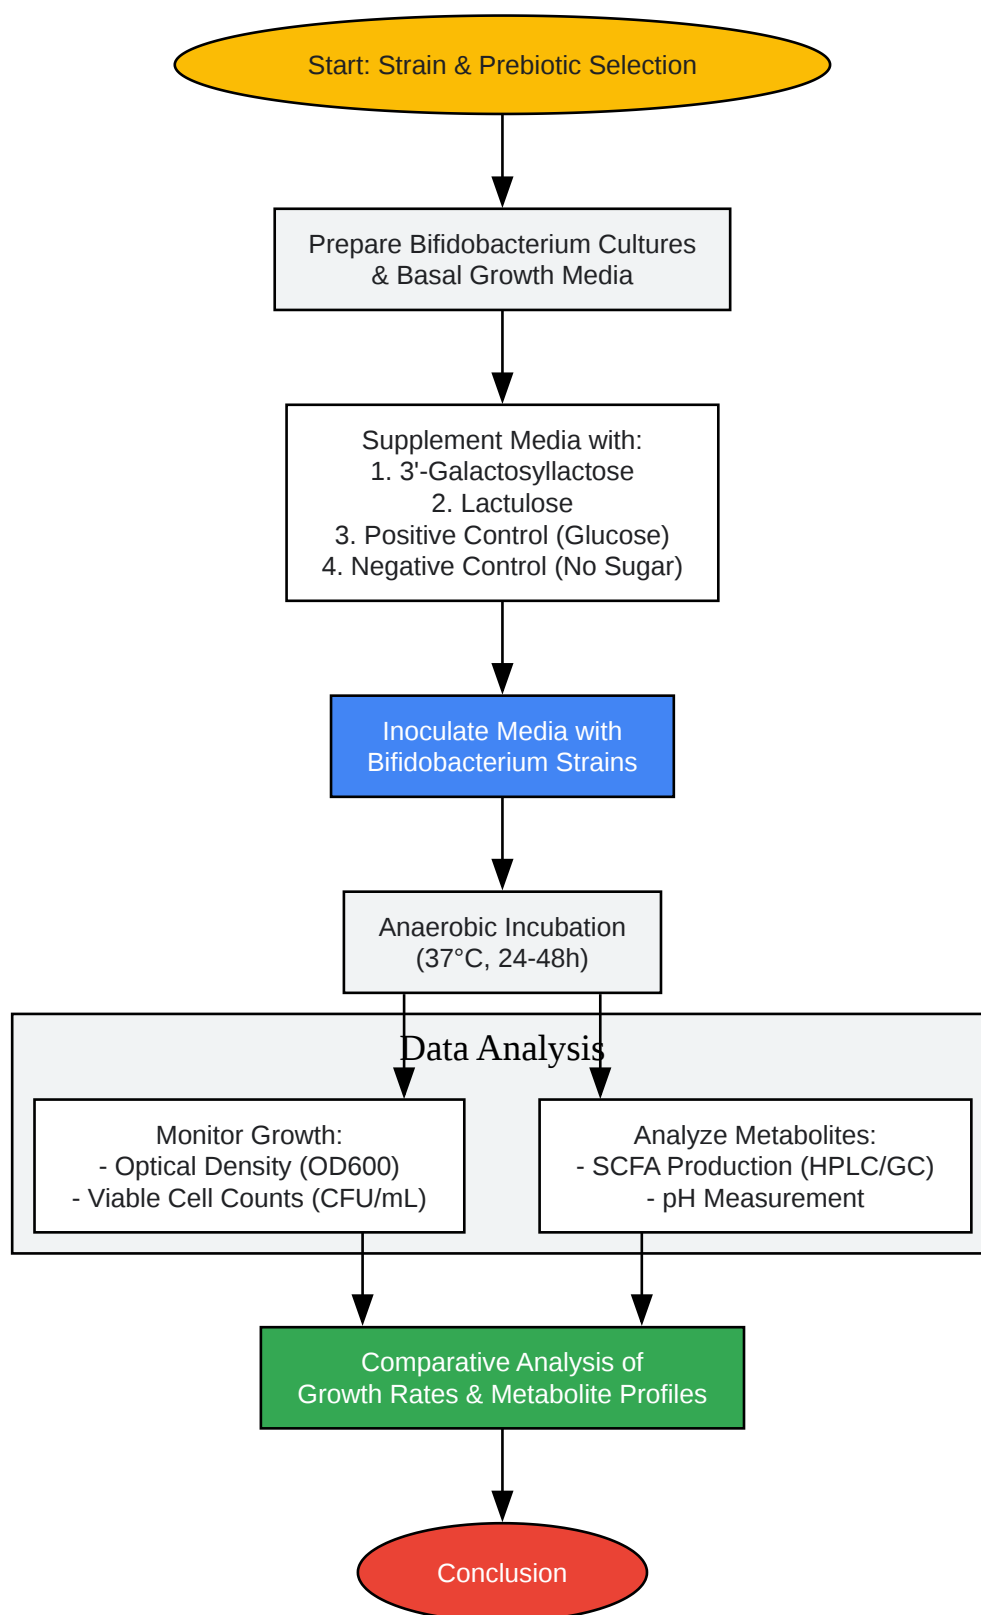 Start: Strain & Prebiotic Selection
Prepare Bifidobacterium Cultures
& Basal Growth Media
Supplement Media with:
1. 3'-Galactosyllactose
2. Lactulose
3. Positive Control (Glucose)
4. Negative Control (No Sugar)
Inoculate Media with
Bifidobacterium Strains
Anaerobic Incubation
(37°C, 24-48h)
Data Analysis
Monitor Growth:
- Optical Density (OD600)
- Viable Cell Counts (CFU/mL)
Analyze Metabolites:
- SCFA Production (HPLC/GC)
- pH Measurement
Comparative Analysis of
Growth Rates & Metabolite Profiles
Conclusion